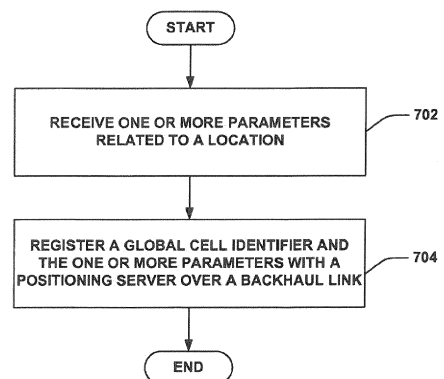 START
RECEIVE ONE OR MORE PARAMETERS
RELATED TO A LOCATION
702
REGISTER A GLOBAL CELL IDENTIFIER AND
THE ONE OR MORE PARAMETERS WITH A
POSITIONING SERVER OVER A BACKHAUL LINK
704
END